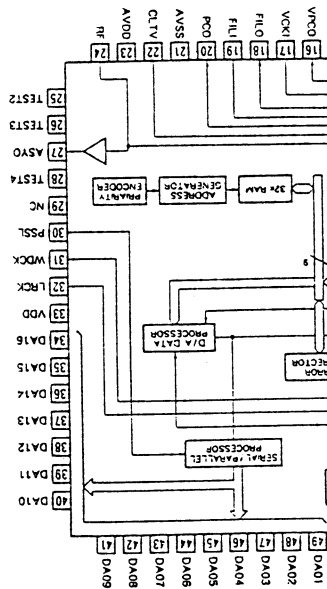 RF
AVDD
CLTV
AVSS
PCO
FILI
FILO
VCKI
VPCO
24
23
22
21
20
19
18
17
16
TEST2
25
TEST3
26
ASYO
27
TEST4
28
NC
29
PSSL
30
WDCK
31
LRCK
32
VDD
33
DA16
34
DA15
35
DA14
36
DA13
37
DA12
38
DA11
39
DA10
40
PRIORITY
ENCODER
ADDRESS
GENERATOR
32K RAM
9
D/A DATA
PROCESSOR
SERIAL/PARALLEL
PROCESSOR
41
42
43
44
45
46
47
48
49
DA09
DA08
DA07
DA06
DA05
DA04
DA03
DA02
DA01